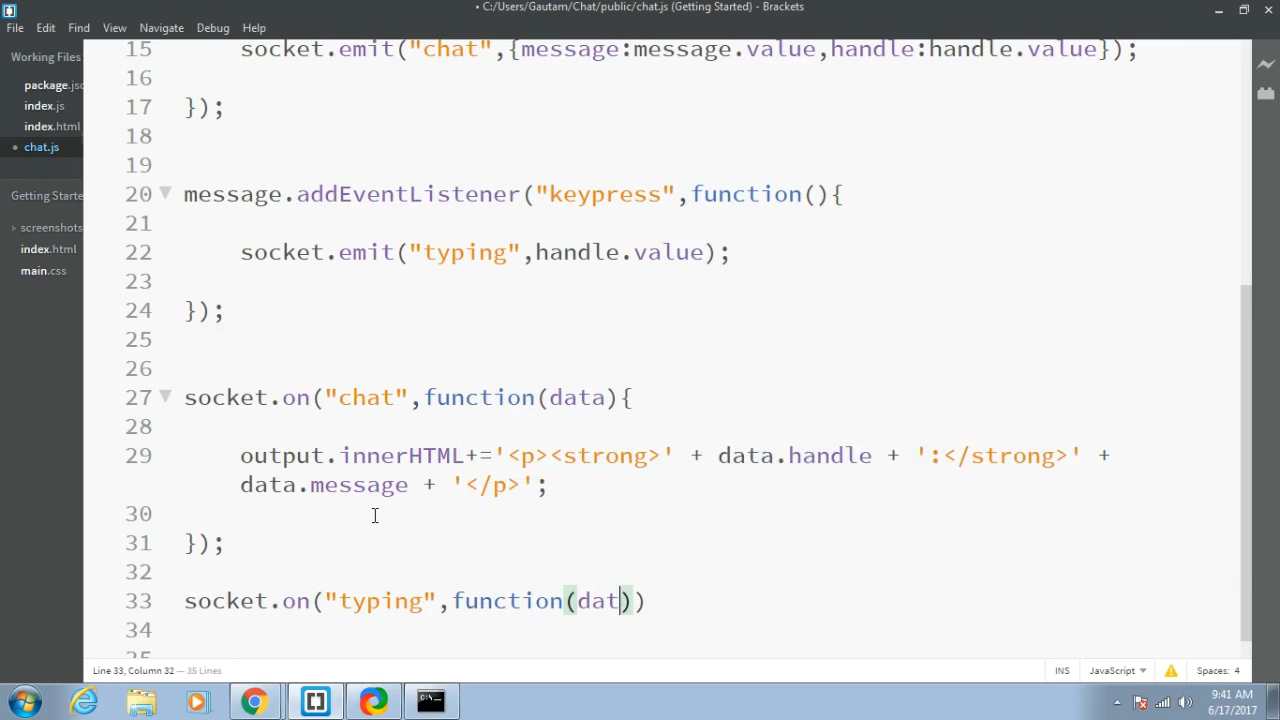 • C:/Users/Gautam/Chat/public/chat.js (Getting Started) - Brackets
File Edit Find View Navigate Debug Help
Working Files
package.jsc
index.js
index.html
• chat.js
Getting Starte
screenshots
index.html
main.css
15 socket.emit("chat",{message:message.value,handle:handle.value});
16
17 });
18
19
20 message.addEventListener("keypress",function(){
21
22 socket.emit("typing",handle.value);
23
24 });
25
26
27 socket.on("chat",function(data){
28
29 output.innerHTML+='<p><strong>' + data.handle + ':</strong>' +
data.message + '</p>';
30
31 });
32
33 socket.on("typing",function(dat))
34
35
Line 33, Column 32 — 35 Lines
INS JavaScript Spaces: 4
9:41 AM
6/17/2017